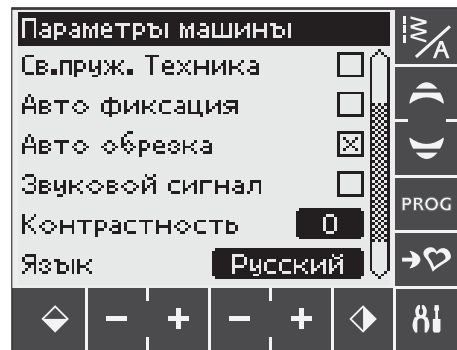 Параметры машины
Св.пруж. Техника
Авто фиксация
Авто обрезка
Звуковой сигнал
Контрастность 0
Язык Русский
A
PROG
− + − +